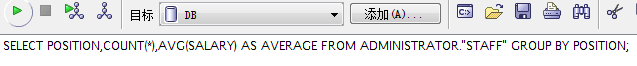 目标 DB 添加(A)...
SELECT POSITION,COUNT(*),AVG(SALARY) AS AVERAGE FROM ADMINISTRATOR."STAFF" GROUP BY POSITION;